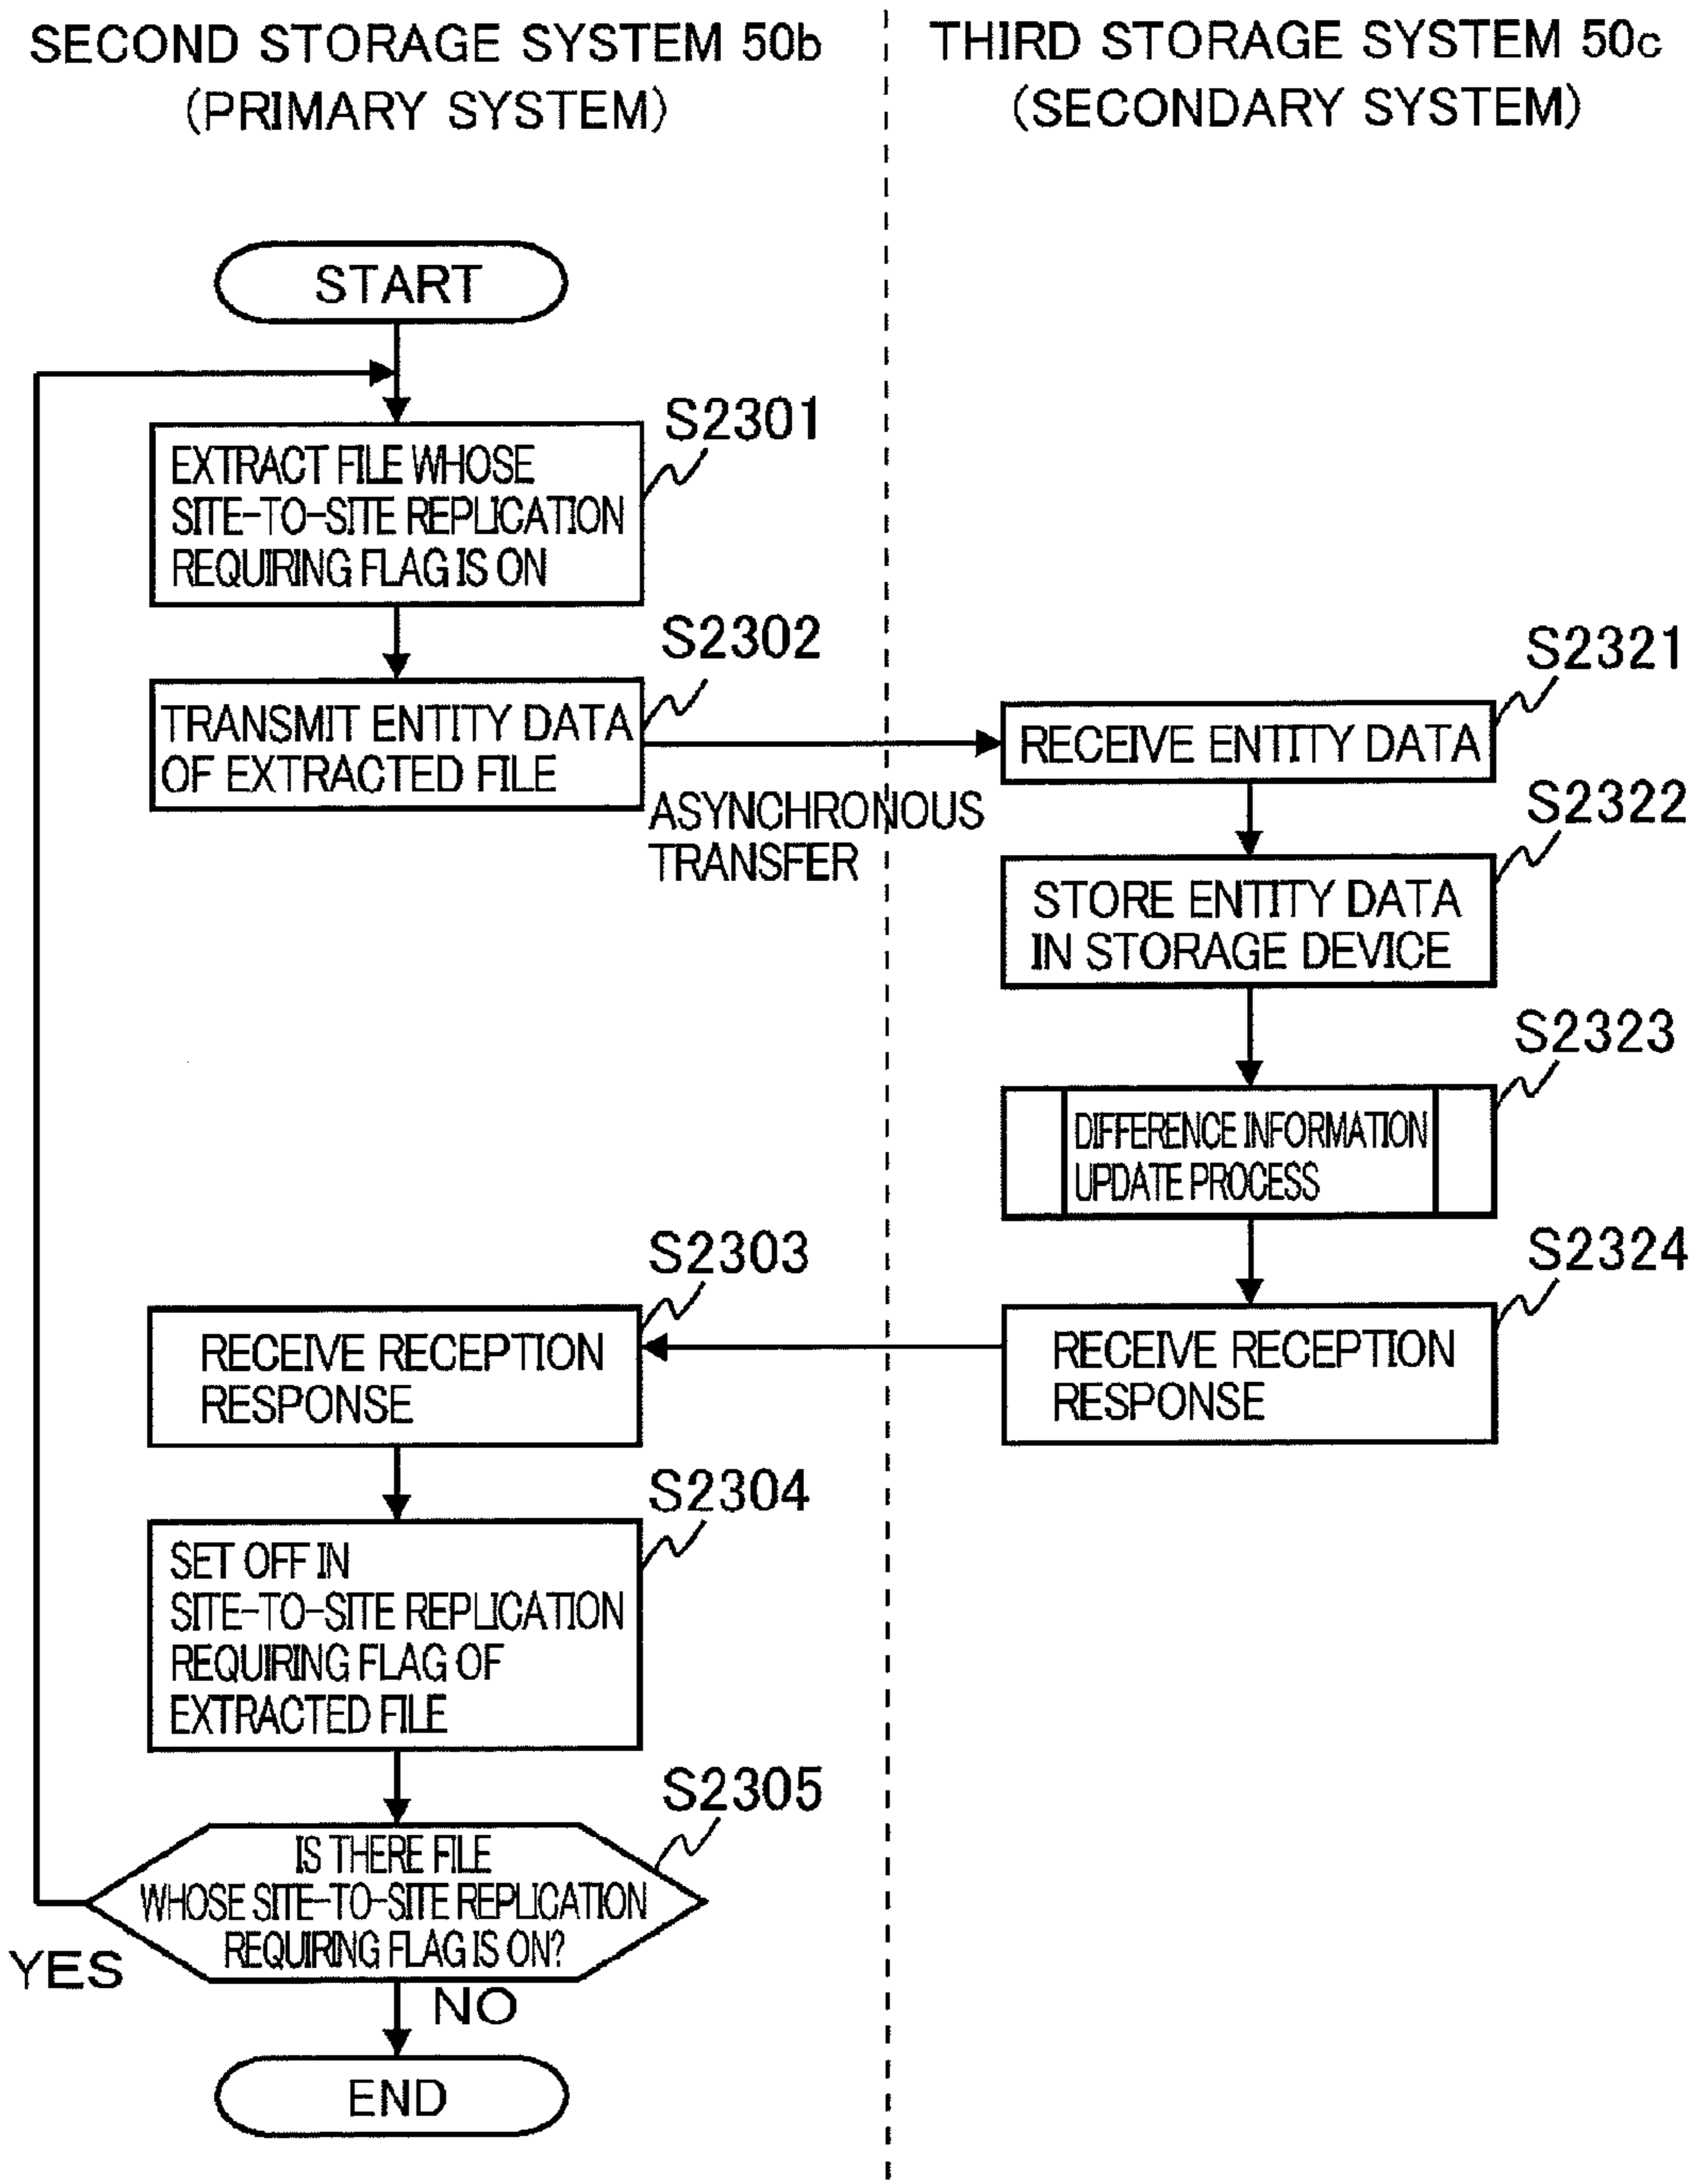 SECOND STORAGE SYSTEM 50b
(PRIMARY SYSTEM)
THIRD STORAGE SYSTEM 50c
(SECONDARY SYSTEM)
START
S2301
EXTRACT FILE WHOSE
SITE-TO-SITE REPLICATION
REQUIRING FLAG IS ON
S2302
TRANSMIT ENTITY DATA
OF EXTRACTED FILE
ASYNCHRONOUS
TRANSFER
S2321
RECEIVE ENTITY DATA
S2322
STORE ENTITY DATA
IN STORAGE DEVICE
S2323
DIFFERENCE INFORMATION
UPDATE PROCESS
S2324
RECEIVE RECEPTION
RESPONSE
S2303
RECEIVE RECEPTION
RESPONSE
S2304
SET OFF IN
SITE-TO-SITE REPLICATION
REQUIRING FLAG OF
EXTRACTED FILE
S2305
IS THERE FILE
WHOSE SITE-TO-SITE REPLICATION
REQUIRING FLAG IS ON?
YES
NO
END